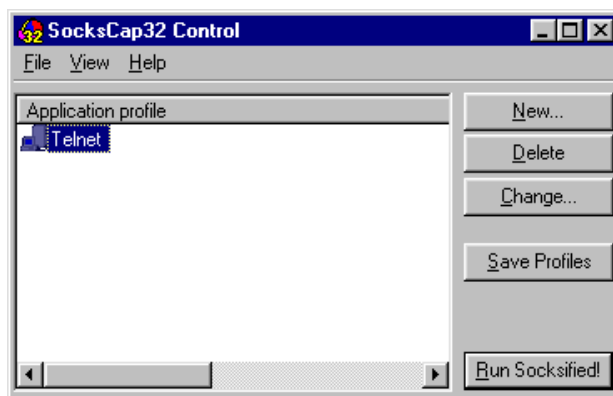 SocksCap32 Control
File View Help
Application profile
Telnet
New...
Delete
Change...
Save Profiles
Run Socksified!